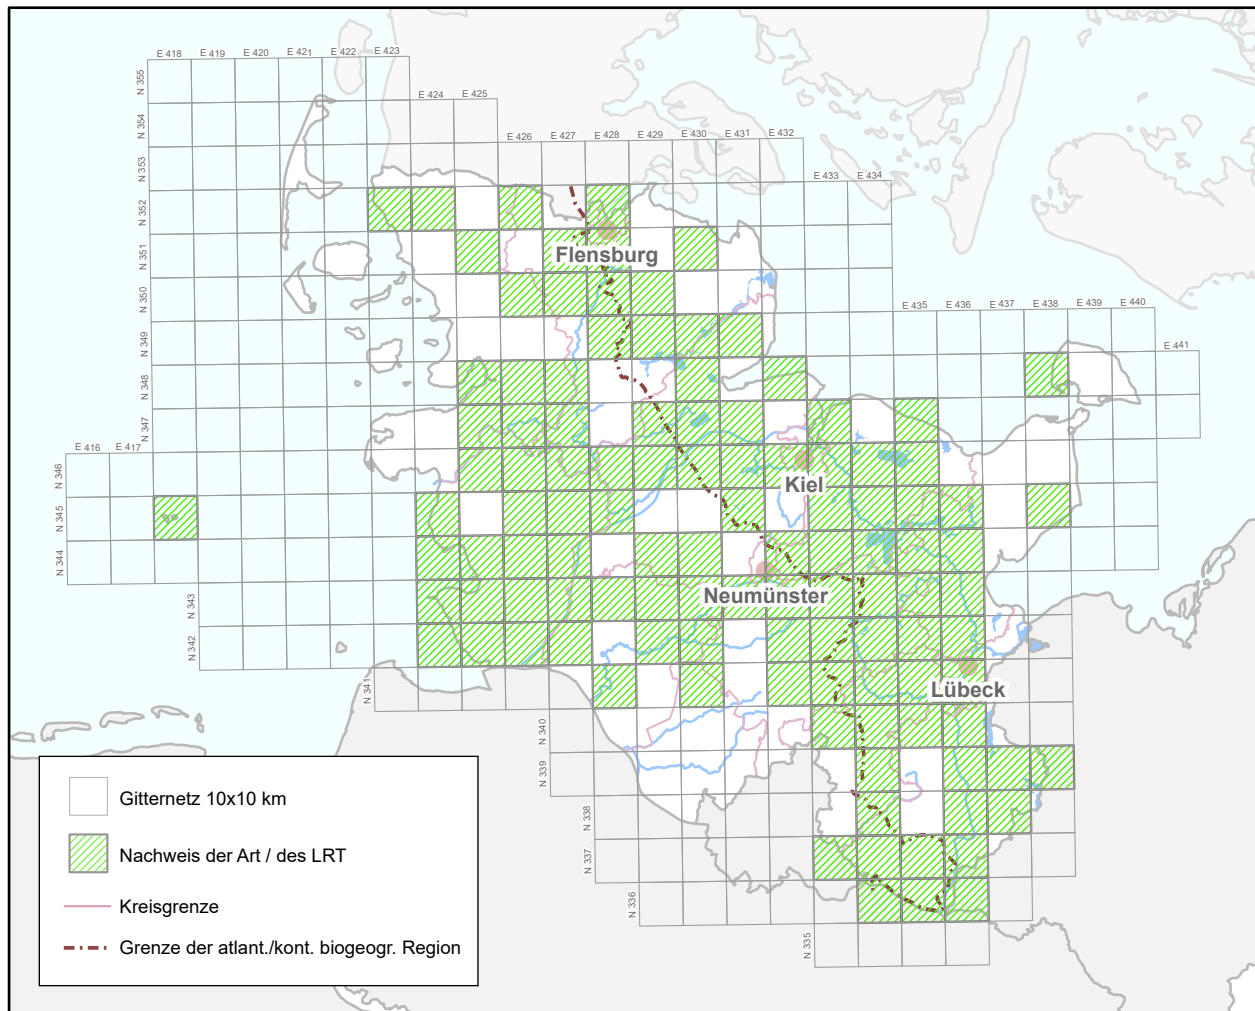 E 418 E 419 E 420 E 421 E 422 E 423
N 355
E 424 E 425
N 354
E 426 E 427 E 428 E 429 E 430 E 431 E 432
N 353
E 433 E 434
N 352
N 351
Flensburg
N 350
E 435 E 436 E 437 E 438 E 439 E 440
N 349
E 441
N 348
N 347
E 416 E 417
N 346
Kiel
N 345
N 344
Neumünster
N 343
N 342
N 341
Lübeck
N 340
N 339
N 338
N 337
N 336
N 335
Gitternetz 10x10 km
Nachweis der Art / des LRT
Kreisgrenze
Grenze der atlant./kont. biogeogr. Region